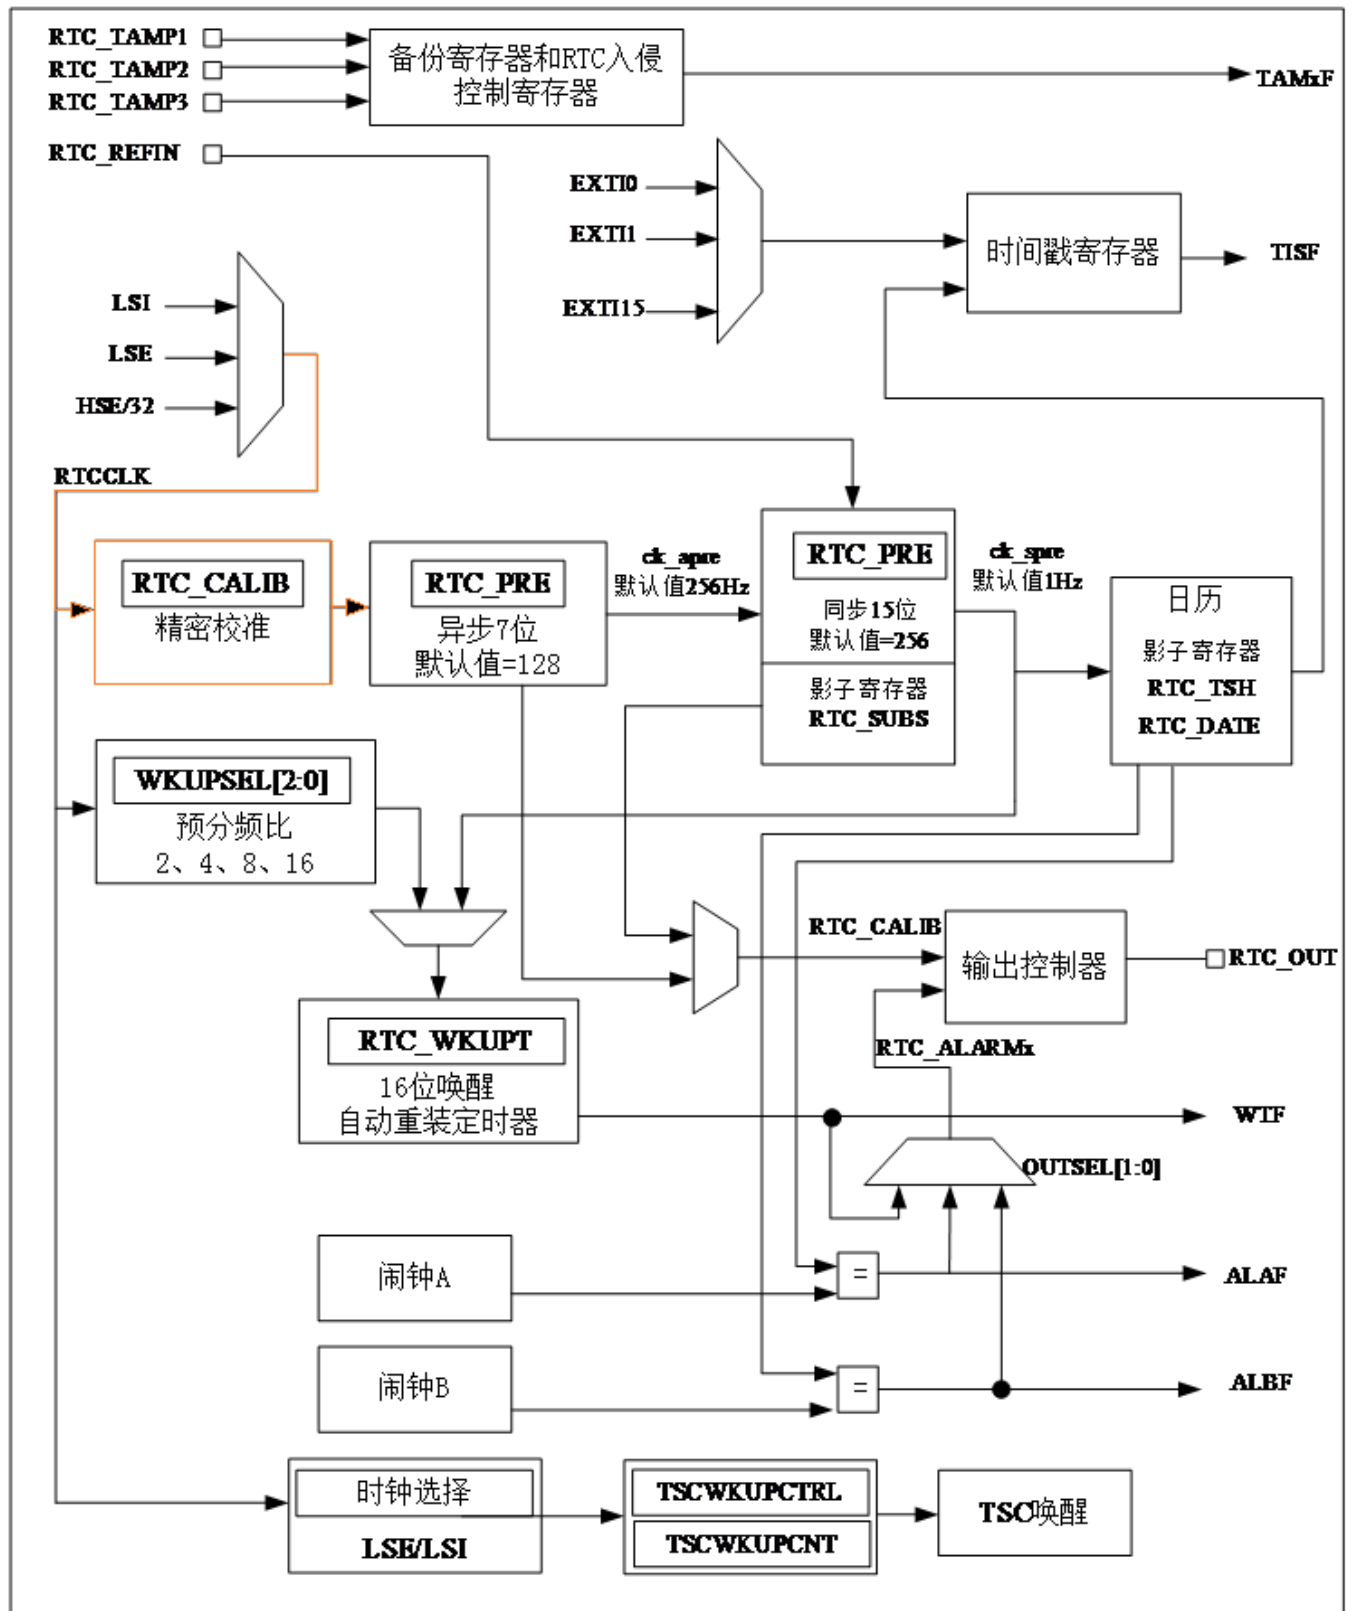 RTC_TAMP1
RTC_TAMP2
RTC_TAMP3
备份寄存器和RTC入侵
控制寄存器
TAMxF
RTC_REFIN
EXTI0
EXTI1
EXTI15
时间戳寄存器
TISF
LSI
LSE
HSE/32
RTCCLK
RTC_CALIB
精密校准
RTC_PRE
异步7位
默认值=128
ck_apre
默认值256Hz
RTC_PRE
同步15位
默认值=256
影子寄存器
RTC_SUBS
ck_spre
默认值1Hz
日历
影子寄存器
RTC_TSH
RTC_DATE
WKUPSEL[2:0]
预分频比
2、4、8、16
RTC_CALIB
输出控制器
RTC_OUT
RTC_WKUPT
16位唤醒
自动重装定时器
RTC_ALARMx
WTF
OUTSEL[1:0]
闹钟A
=
ALAF
闹钟B
=
ALBF
时钟选择
LSE/LSI
TSCWKUPCTRL
TSCWKUPCNT
TSC唤醒